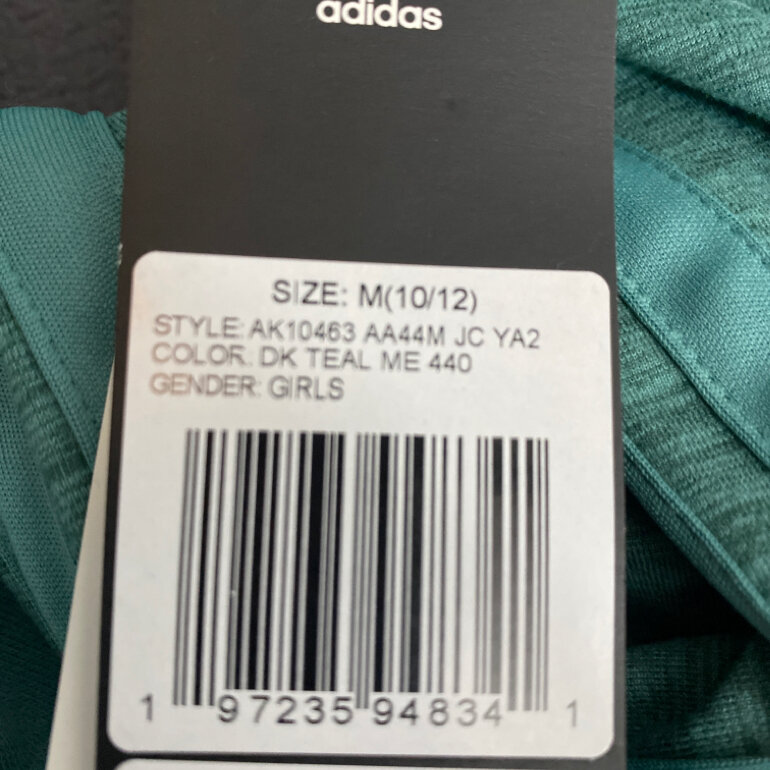 adidas
SIZE: M(10/12)
STYLE: AK10463 AA44M JC YA2
COLOR: DK TEAL ME 440
GENDER: GIRLS
1 97235 94834 1